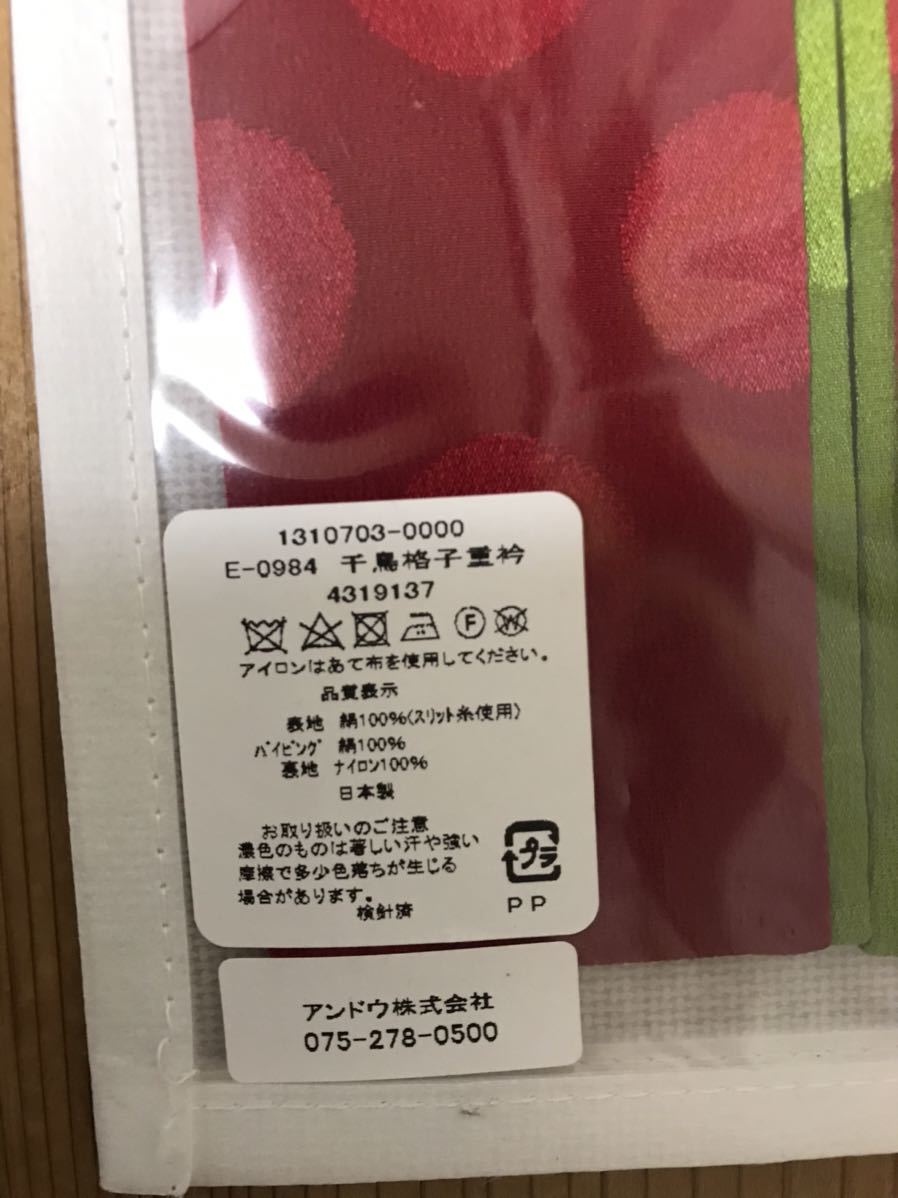 1310703-0000
E-0984 千鳥格子重衿
4319137
F W
アイロンはあて布を使用してください。
品質表示
表地 絹100%(スリット糸使用)
パイピング 絹100%
裏地 ナイロン100%
日本製
お取り扱いのご注意
濃色のものは著しい汗や強い
摩擦で多少色落ちが生じる
場合があります。
検針済
プラ
PP
アンドウ株式会社
075-278-0500